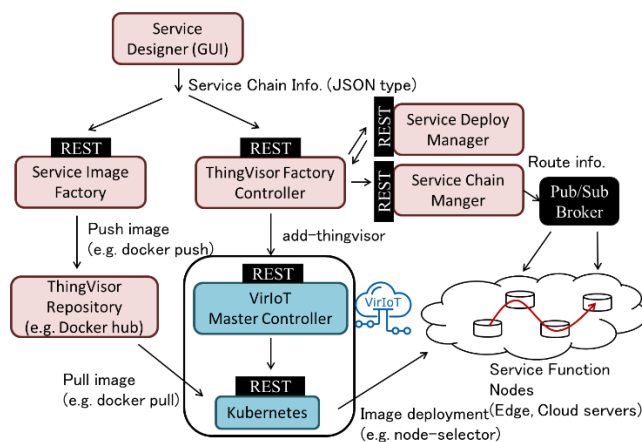 Service
Designer (GUI)
Service Chain Info. (JSON type)
REST
Service Image
Factory
REST
ThingVisor Factory
Controller
REST
Service Deploy
Manager
REST
Service Chain
Manger
Route info.
Pub/Sub
Broker
Push image
(e.g. docker push)
add-thingvisor
ThingVisor
Repository
(e.g. Docker hub)
REST
VirIoT
Master Controller
VirIoT
Pull image
(e.g. docker pull)
REST
Kubernetes
Image deployment
(e.g. node-selector)
Service Function
Nodes
(Edge, Cloud servers)